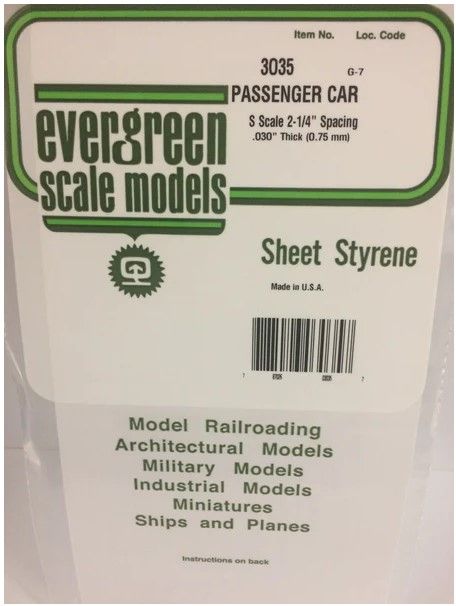 Item No. Loc. Code
3035 G-7
PASSENGER CAR
S Scale 2-1/4" Spacing
.030" Thick (0.75 mm)
evergreen
scale models
Sheet Styrene
Made in U.S.A.
Model Railroading
Architectural Models
Military Models
Industrial Models
Miniatures
Ships and Planes
Instructions on back